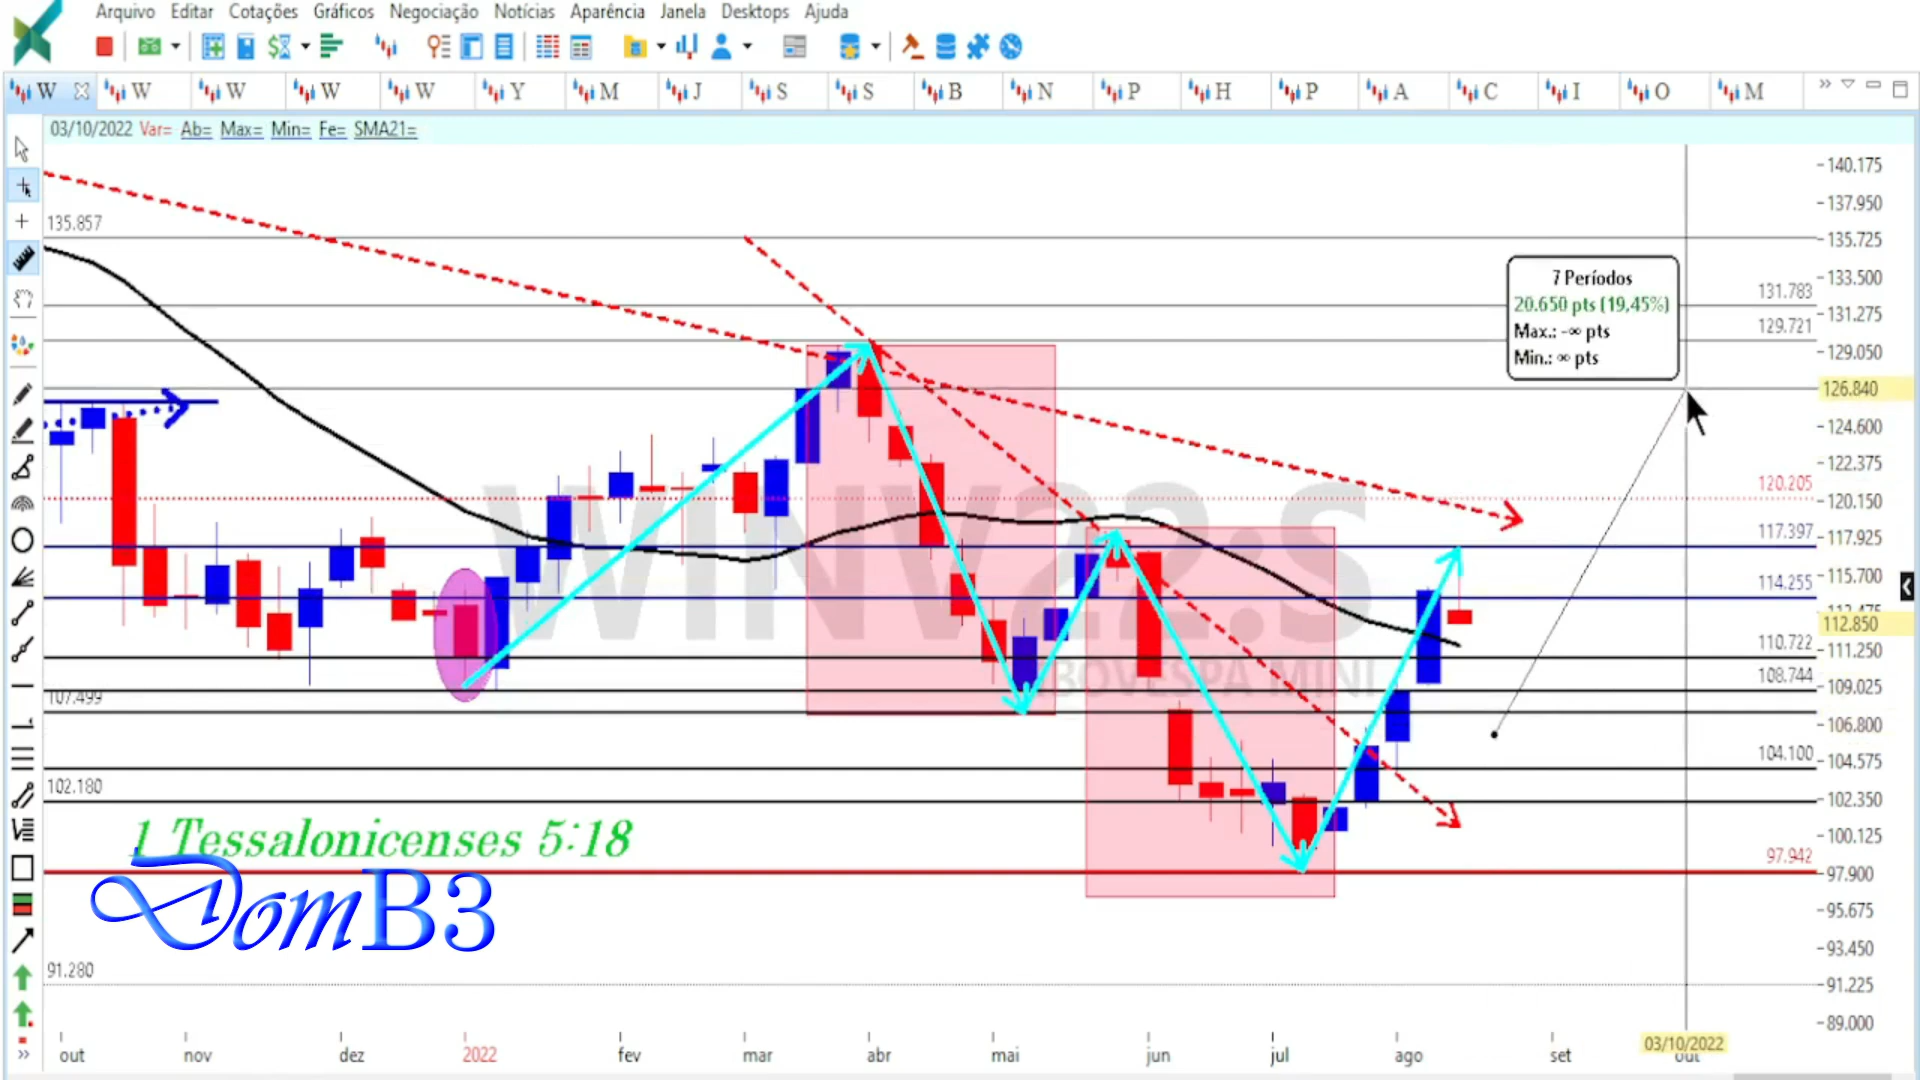 Arquivo Editar Cotações Gráficos Negociação Notícias Aparência Janela Desktops Ajuda
W W W W W Y M J S S B N P H P A C I O M
03/10/2022 Var= Ab= Max= Min= Fe= SMA21=
140.175
137.950
135.857
135.725
133.500
131.783
131.275
129.721
129.050
7 Períodos
20.650 pts (19,45%)
Max.: -∞ pts
Min.: ∞ pts
126.840
124.600
122.375
120.205
120.150
117.397
117.925
115.700
114.255
112.850
110.722
111.250
108.744
109.025
107.499
106.800
104.100
104.575
102.180
102.350
100.125
97.942
97.900
95.675
93.450
91.280
91.225
89.000
WINV22:S
IBOVESPA MINI
1 Tessalonicenses 5:18
DomB3
out nov dez 2022 fev mar abr mai jun jul ago set
03/10/2022
out